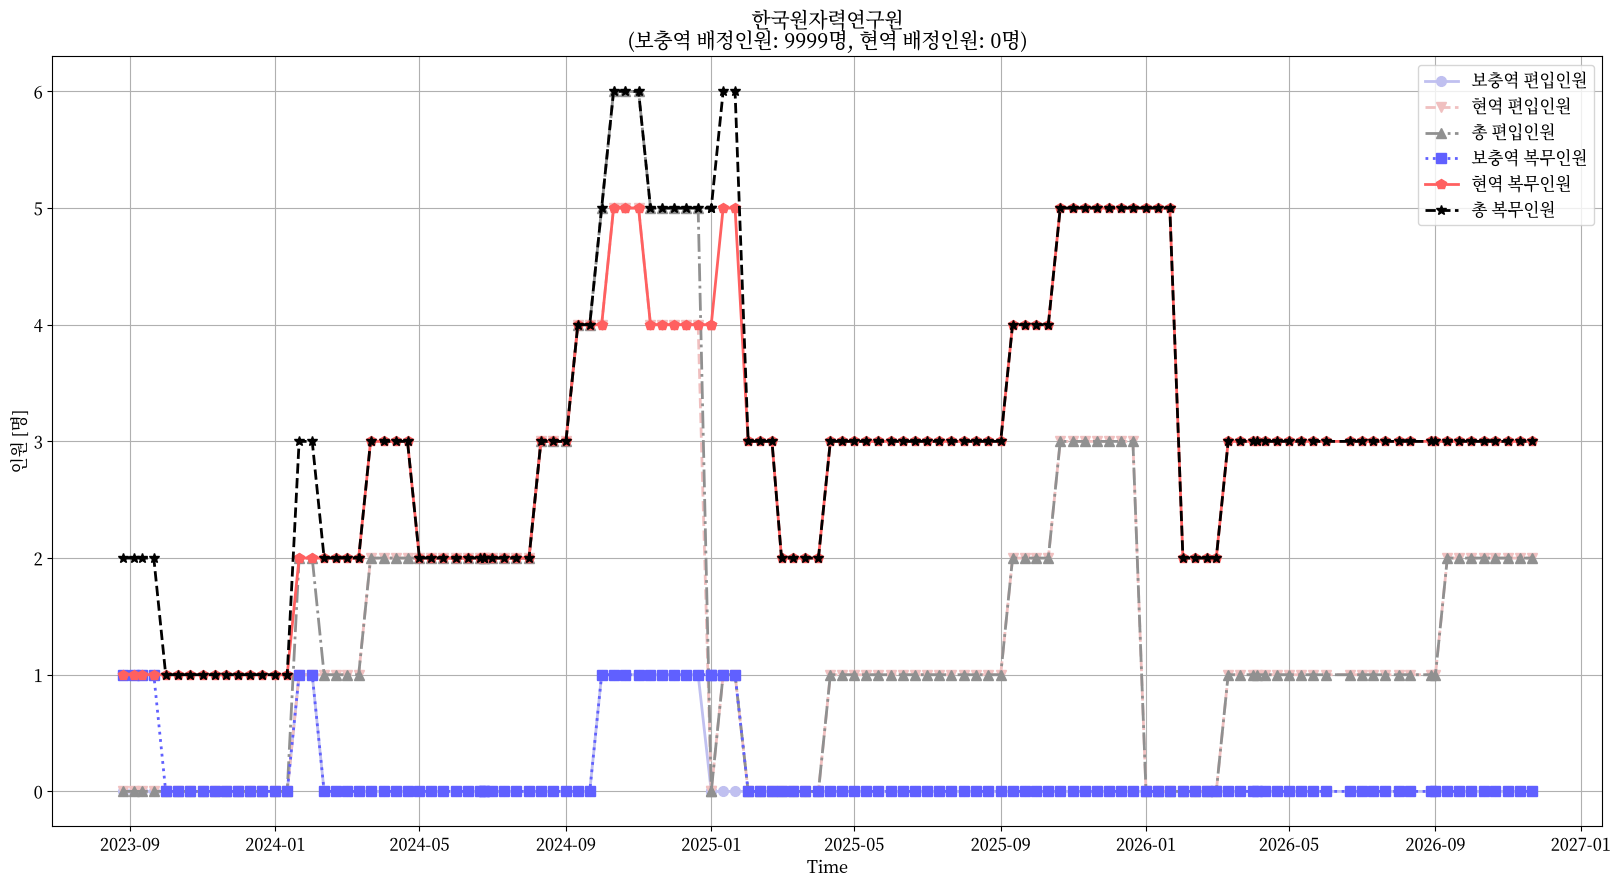 한국원자력연구원
(보충역 배정인원: 9999명, 현역 배정인원: 0명)
보충역 편입인원
현역 편입인원
총 편입인원
보충역 복무인원
현역 복무인원
총 복무인원
인원 [명]
6
5
4
3
2
1
0
2023-09
2024-01
2024-05
2024-09
2025-01
2025-05
2025-09
2026-01
2026-05
2026-09
2027-01
Time